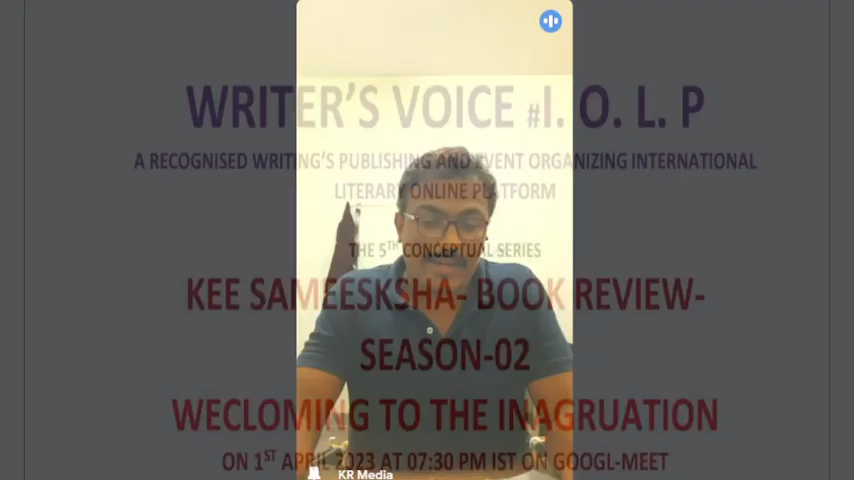 WRITER'S VOICE #I. O. L. P
A RECOGNISED WRITING'S PUBLISHING AND EVENT ORGANIZING INTERNATIONAL
LITERARY ONLINE PLATFORM
THE 5TH CONCEPTUAL SERIES
KEE SAMEESKSHA- BOOK REVIEW-
SEASON-02
WECLOMING TO THE INAGRUATION
ON 1ST APRIL 2023 AT 07:30 PM IST ON GOOGL-MEET
KR Media